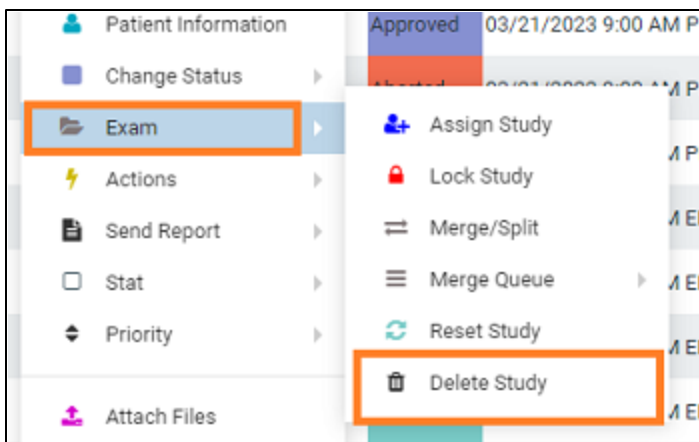 Patient Information
Approved 03/21/2023 9:00 AM P
Change Status
M P
Exam
Assign Study
M P
Actions
Lock Study
Send Report
Merge/Split
M E
Stat
Merge Queue
M E
Priority
Reset Study
M E
Delete Study
Attach Files
M E